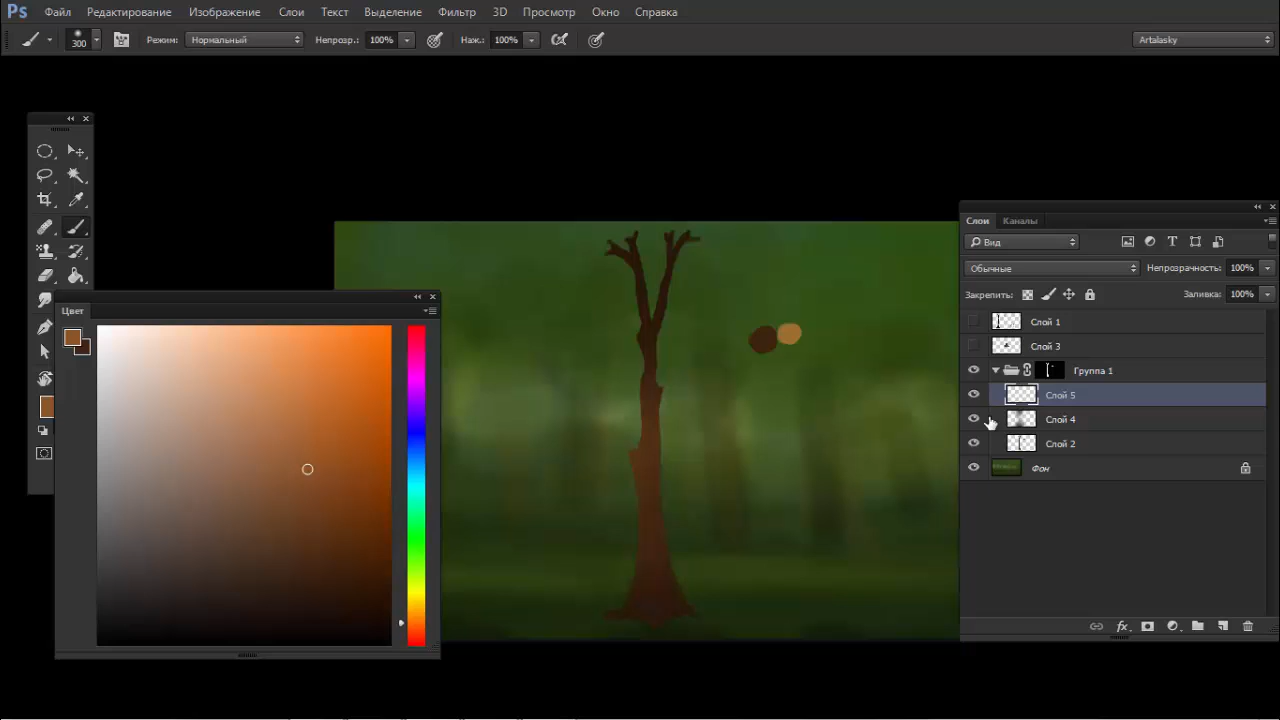 Ps Файл Редактирование Изображение Слои Текст Выделение Фильтр 3D Просмотр Окно Справка
300 Режим: Нормальный Непрозр.: 100% Наж.: 100% Artalasky
Слои Каналы
Вид
Обычные Непрозрачность: 100%
Закрепить: Заливка: 100%
Цвет
Слой 1
Слой 3
Группа 1
Слой 5
Слой 4
Слой 2
Фон
fx